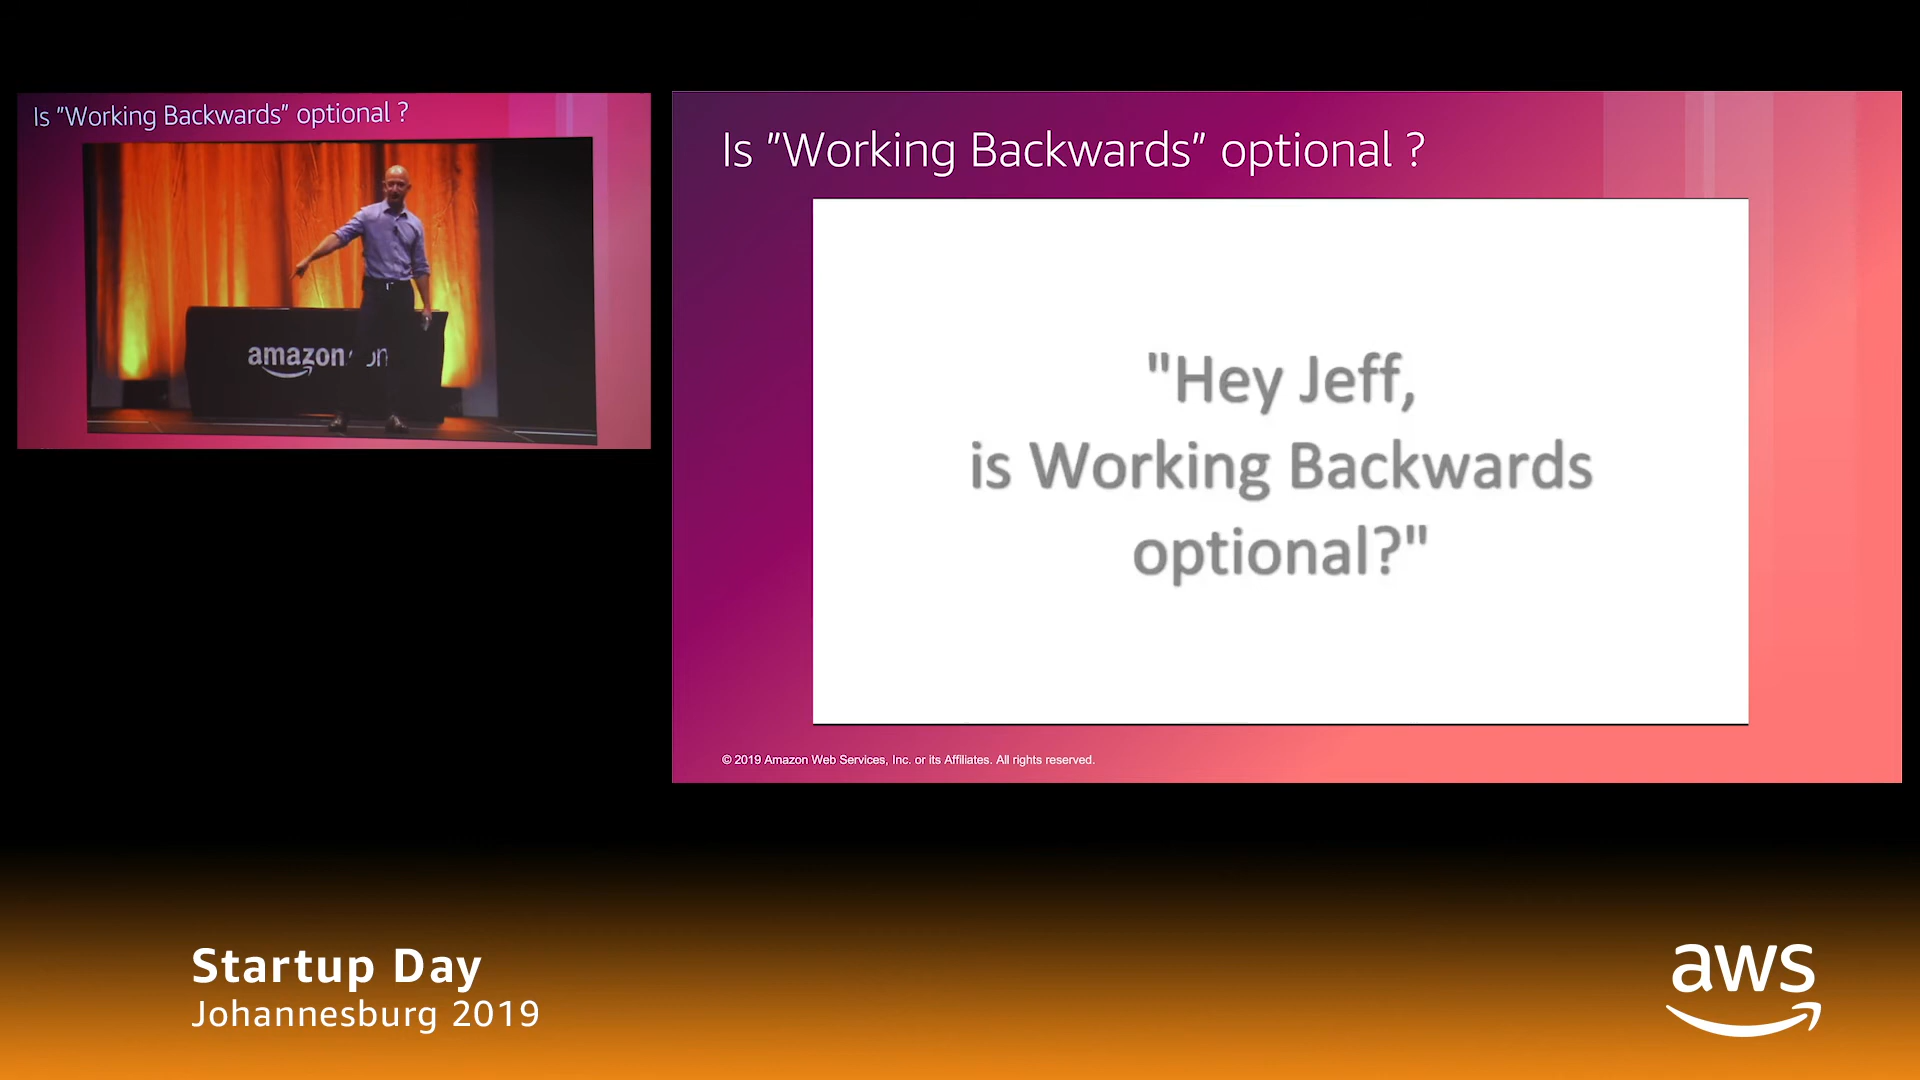 Is "Working Backwards" optional ?
amazon
Is "Working Backwards" optional ?
"Hey Jeff,
is Working Backwards
optional?"
© 2019 Amazon Web Services, Inc. or its Affiliates. All rights reserved.
Startup Day
Johannesburg 2019
aws